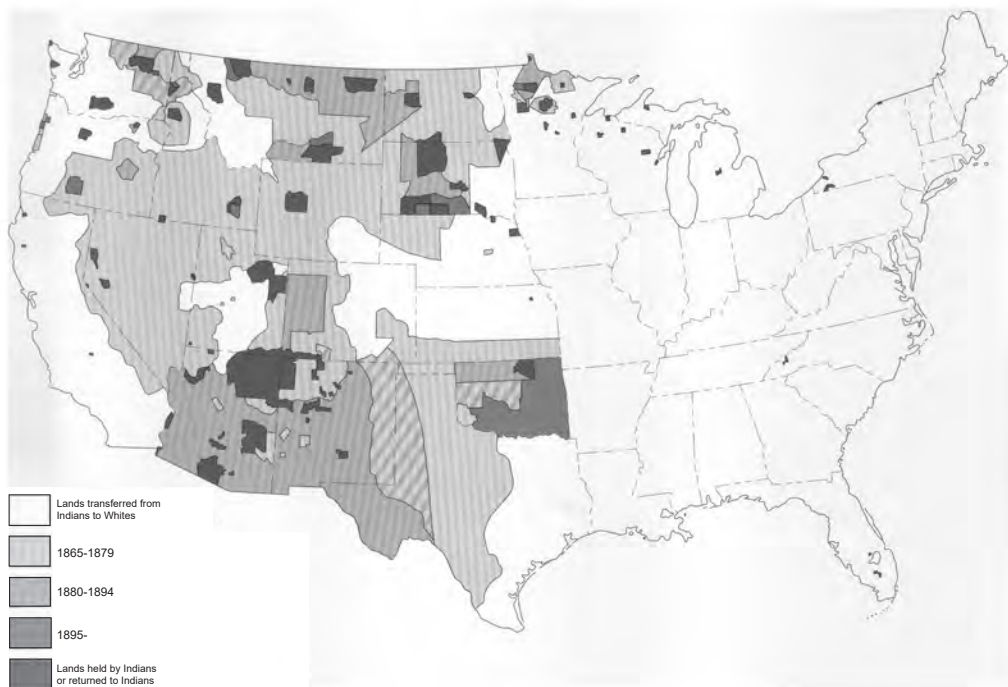 Lands transferred from
Indians to Whites
1865-1879
1880-1894
1895-
Lands held by Indians
or returned to Indians